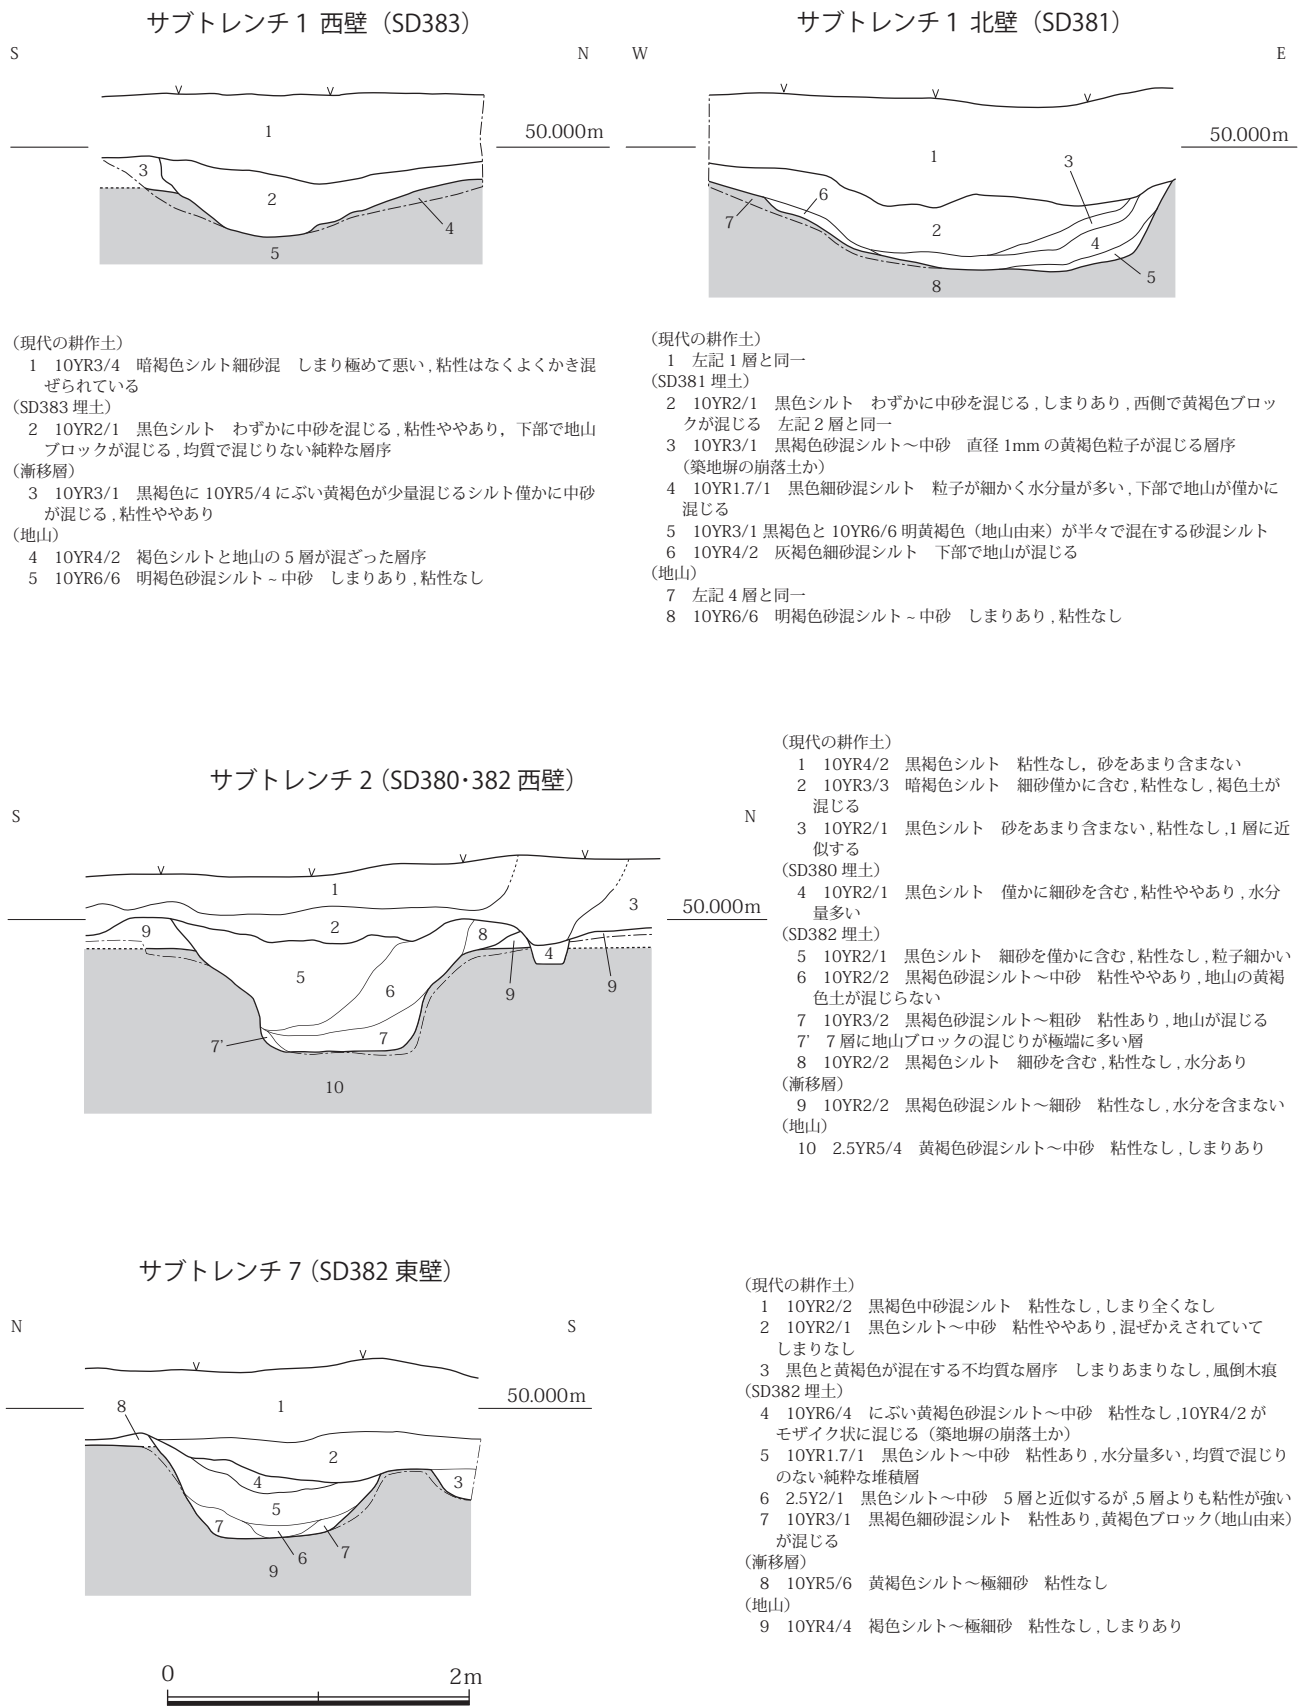 サブトレンチ 1 西壁（SD383）
S
N
50.000m
1
3
2
4
5
（現代の耕作土）
1　10YR3/4　暗褐色シルト細砂混　しまり極めて悪い , 粘性はなくよくかき混
ぜられている
（SD383 埋土）
2　10YR2/1　黒色シルト　わずかに中砂を混じる , 粘性ややあり，下部で地山
ブロックが混じる , 均質で混じりない純粋な層序
（漸移層）
3　10YR3/1　黒褐色に 10YR5/4 にぶい黄褐色が少量混じるシルト僅かに中砂
が混じる , 粘性ややあり
（地山）
4　10YR4/2　褐色シルトと地山の 5 層が混ざった層序
5　10YR6/6　明褐色砂混シルト ~ 中砂　しまりあり , 粘性なし
サブトレンチ 1 北壁（SD381）
W
E
50.000m
1
3
6
7
2
4
5
8
（現代の耕作土）
1　左記 1 層と同一
（SD381 埋土）
2　10YR2/1　黒色シルト　わずかに中砂を混じる , しまりあり , 西側で黄褐色ブロッ
クが混じる　左記 2 層と同一
3　10YR3/1　黒褐色砂混シルト〜中砂　直径 1mm の黄褐色粒子が混じる層序
（築地塀の崩落土か）
4　10YR1.7/1　黒色細砂混シルト　粒子が細かく水分量が多い , 下部で地山が僅かに
混じる
5　10YR3/1 黒褐色と 10YR6/6 明黄褐色（地山由来）が半々で混在する砂混シルト
6　10YR4/2　灰褐色細砂混シルト　下部で地山が混じる
（地山）
7　左記 4 層と同一
8　10YR6/6　明褐色砂混シルト ~ 中砂　しまりあり , 粘性なし
サブトレンチ 2（SD380・382 西壁）
S
N
50.000m
1
2
3
9
8
4
5
6
9
9
7
7'
10
（現代の耕作土）
1　10YR4/2　黒褐色シルト　粘性なし，砂をあまり含まない
2　10YR3/3　暗褐色シルト　細砂僅かに含む , 粘性なし , 褐色土が
混じる
3　10YR2/1　黒色シルト　砂をあまり含まない , 粘性なし ,1 層に近
似する
（SD380 埋土）
4　10YR2/1　黒色シルト　僅かに細砂を含む , 粘性ややあり , 水分
量多い
（SD382 埋土）
5　10YR2/1　黒色シルト　細砂を僅かに含む , 粘性なし , 粒子細かい
6　10YR2/2　黒褐色砂混シルト〜中砂　粘性ややあり , 地山の黄褐
色土が混じらない
7　10YR3/2　黒褐色砂混シルト〜粗砂　粘性あり , 地山が混じる
7'　7 層に地山ブロックの混じりが極端に多い層
8　10YR2/2　黒褐色シルト　細砂を含む , 粘性なし , 水分あり
（漸移層）
9　10YR2/2　黒褐色砂混シルト〜細砂　粘性なし , 水分を含まない
（地山）
10　2.5YR5/4　黄褐色砂混シルト〜中砂　粘性なし , しまりあり
サブトレンチ 7（SD382 東壁）
N
S
50.000m
8
1
2
4
3
5
7
6
7
9
（現代の耕作土）
1　10YR2/2　黒褐色中砂混シルト　粘性なし , しまり全くなし
2　10YR2/1　黒色シルト〜中砂　粘性ややあり , 混ぜかえされていて
しまりなし
3　黒色と黄褐色が混在する不均質な層序　しまりあまりなし , 風倒木痕
（SD382 埋土）
4　10YR6/4　にぶい黄褐色砂混シルト〜中砂　粘性なし ,10YR4/2 が
モザイク状に混じる（築地塀の崩落土か）
5　10YR1.7/1　黒色シルト〜中砂　粘性あり , 水分量多い , 均質で混じり
のない純粋な堆積層
6　2.5Y2/1　黒色シルト〜中砂　5 層と近似するが ,5 層よりも粘性が強い
7　10YR3/1　黒褐色細砂混シルト　粘性あり , 黄褐色ブロック（地山由来）
が混じる
（漸移層）
8　10YR5/6　黄褐色シルト〜極細砂　粘性なし
（地山）
9　10YR4/4　褐色シルト〜極細砂　粘性なし , しまりあり
0
2m